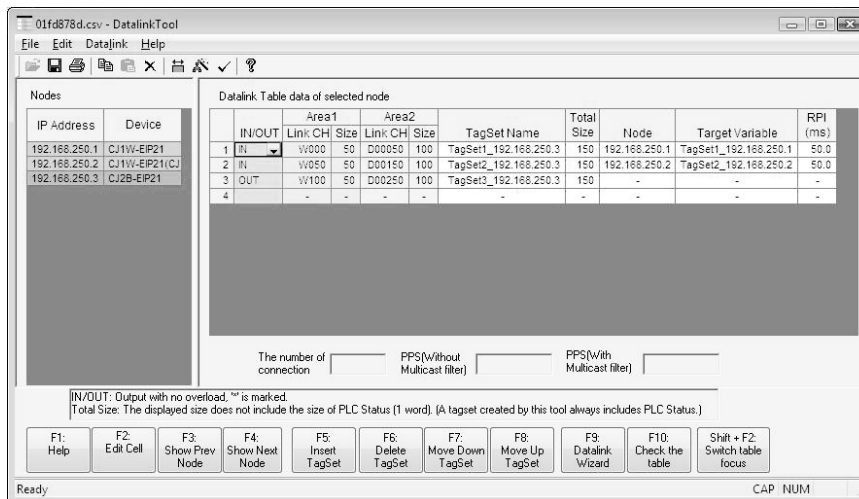 01fd878d.csv - DatalinkTool
File Edit Datalink Help
Nodes
IP Address Device
192.168.250.1 CJ1W-EIP21
192.168.250.2 CJ1W-EIP21(CJ
192.168.250.3 CJ2B-EIP21
Datalink Table data of selected node
Area1 Area2 Total RPI
IN/OUT Link CH Size Link CH Size TagSet Name Size Node Target Variable (ms)
1 IN W000 50 D00050 100 TagSet1_192.168.250.3 150 192.168.250.1 TagSet1_192.168.250.1 50.0
2 IN W050 50 D00150 100 TagSet2_192.168.250.3 150 192.168.250.2 TagSet2_192.168.250.2 50.0
3 OUT W100 50 D00250 100 TagSet3_192.168.250.3 150 - - -
4 - - - - - - - - -
The number of connection
PPS(Without Multicast filter)
PPS(With Multicast filter)
IN/OUT: Output with no overload, '*' is marked.
Total Size: The displayed size does not include the size of PLC Status (1 word). (A tagset created by this tool always includes PLC Status.)
F1: Help
F2: Edit Cell
F3: Show Prev Node
F4: Show Next Node
F5: Insert TagSet
F6: Delete TagSet
F7: Move Down TagSet
F8: Move Up TagSet
F9: Datalink Wizard
F10: Check the table
Shift + F2: Switch table focus
Ready CAP NUM